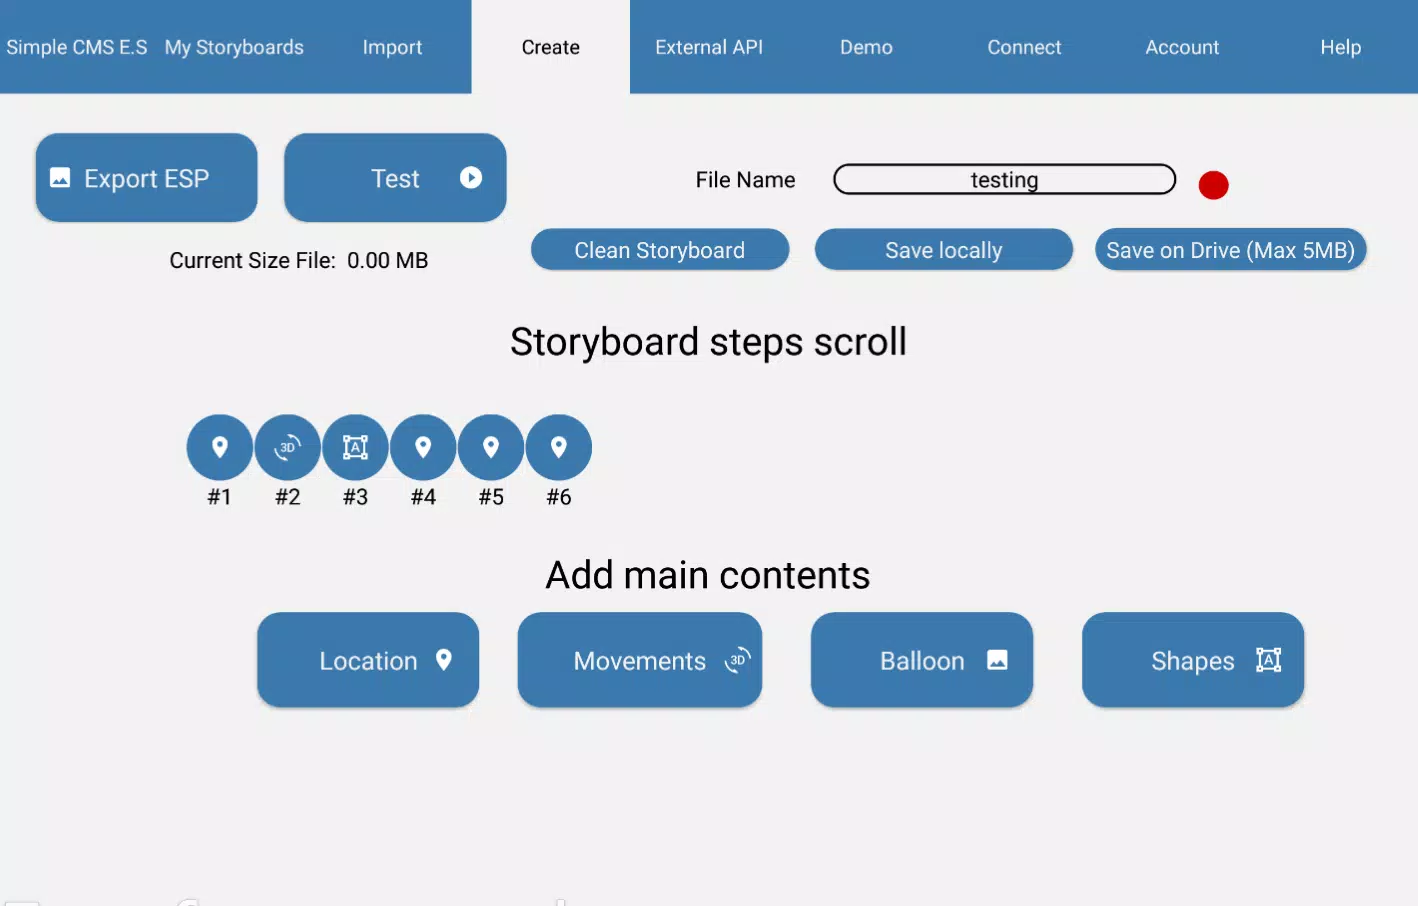 Simple CMS E.S My Storyboards Import Create External API Demo Connect Account Help
Export ESP Test File Name testing
Clean Storyboard Save locally Save on Drive (Max 5MB)
Current Size File: 0.00 MB
Storyboard steps scroll
3D A
#1 #2 #3 #4 #5 #6
Add main contents
Location Movements 3D Balloon Shapes A